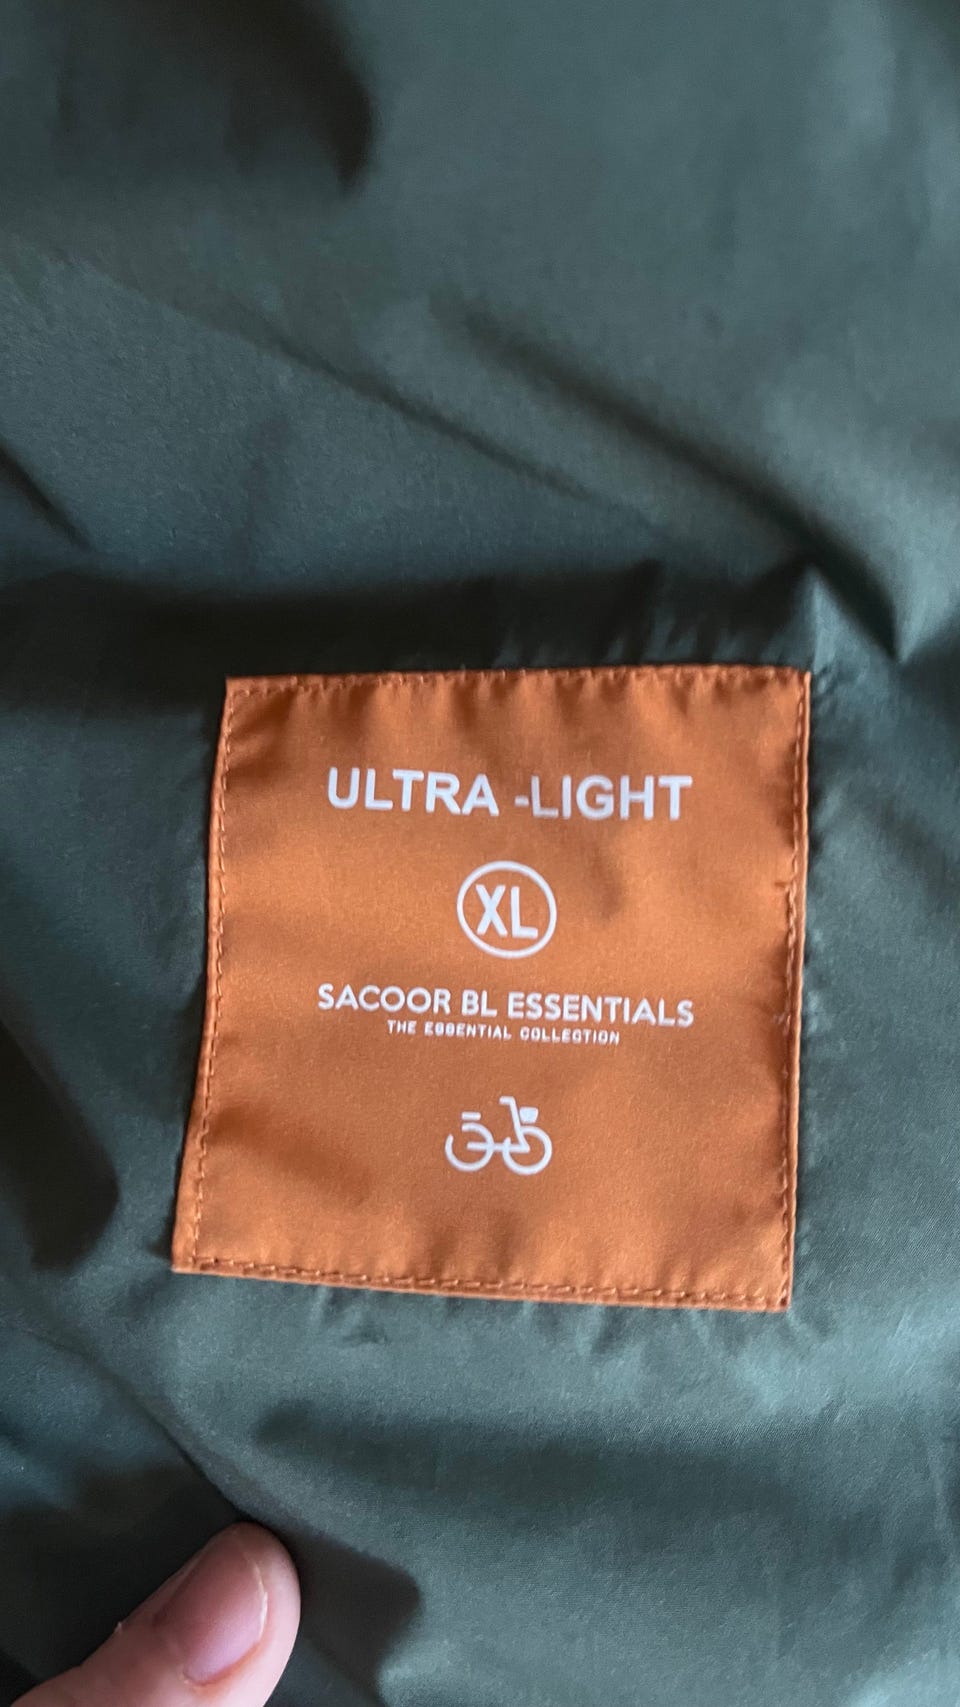 ULTRA -LIGHT
XL
SACOOR BL ESSENTIALS
THE ESSENTIAL COLLECTION